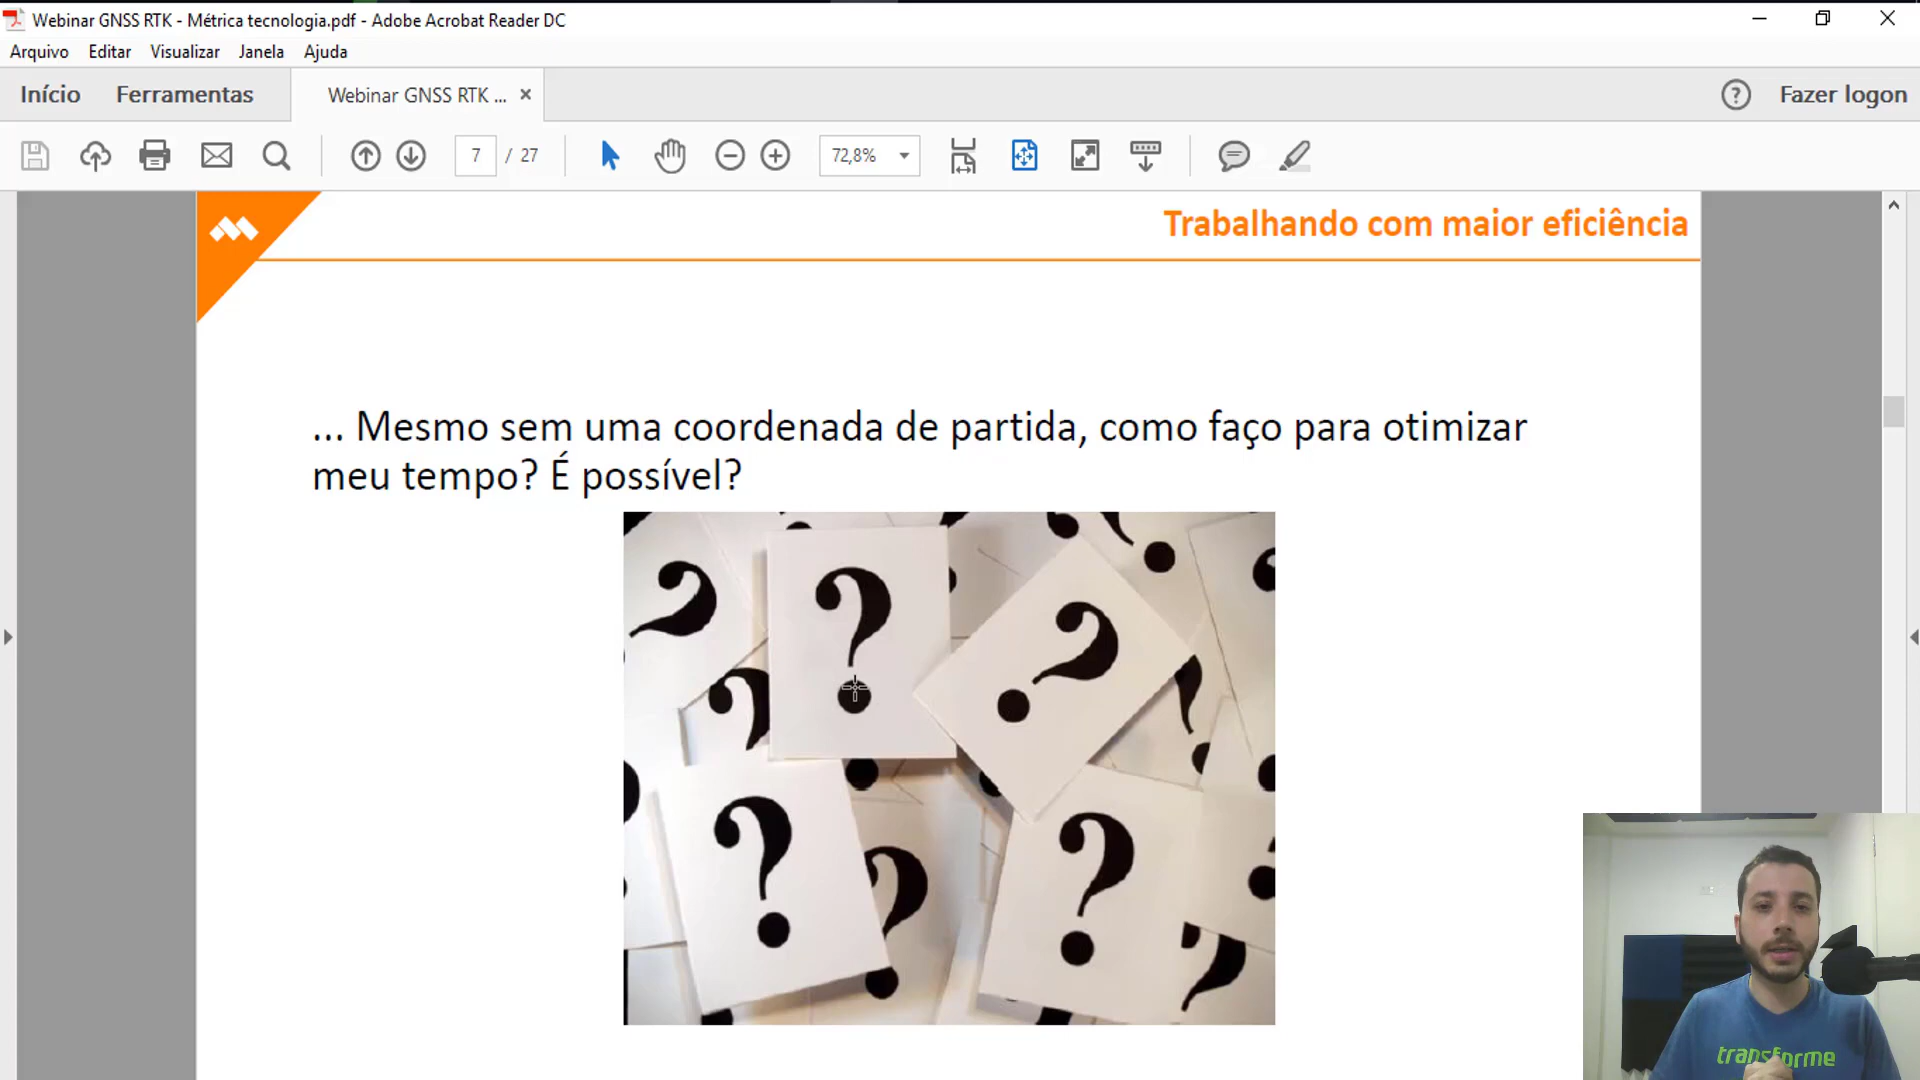 Webinar GNSS RTK - Métrica tecnologia.pdf - Adobe Acrobat Reader DC
Arquivo Editar Visualizar Janela Ajuda
Início Ferramentas Webinar GNSS RTK ... × ? Fazer logon
7 / 27 72,8%
Trabalhando com maior eficiência
... Mesmo sem uma coordenada de partida, como faço para otimizar
meu tempo? É possível?
? ?
? ?
transforme